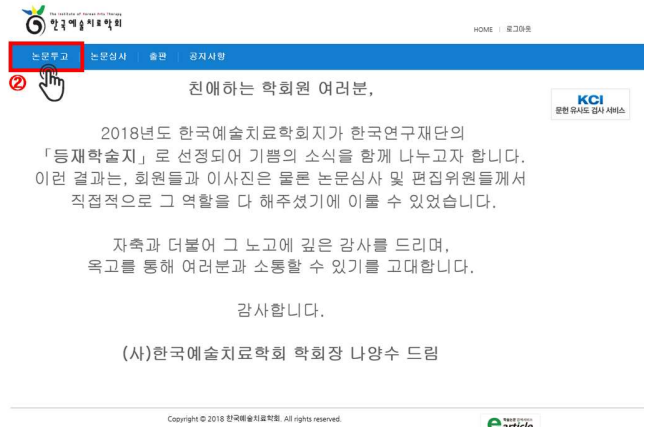 The Institute of Korean Arts Therapy
한국예술치료학회
HOME | 로그아웃
논문투고 | 논문심사 | 출판 | 공지사항
②
친애하는 학회원 여러분,
KCI
문헌 유사도 검사 서비스
2018년도 한국예술치료학회지가 한국연구재단의
「등재학술지」로 선정되어 기쁨의 소식을 함께 나누고자 합니다.
이런 결과는, 회원들과 이사진은 물론 논문심사 및 편집위원들께서
직접적으로 그 역할을 다 해주셨기에 이룰 수 있었습니다.
자축과 더불어 그 노고에 깊은 감사를 드리며,
옥고를 통해 여러분과 소통할 수 있기를 고대합니다.
감사합니다.
(사)한국예술치료학회 학회장 나양수 드림
Copyright © 2018 한국예술치료학회. All rights reserved.
earticle